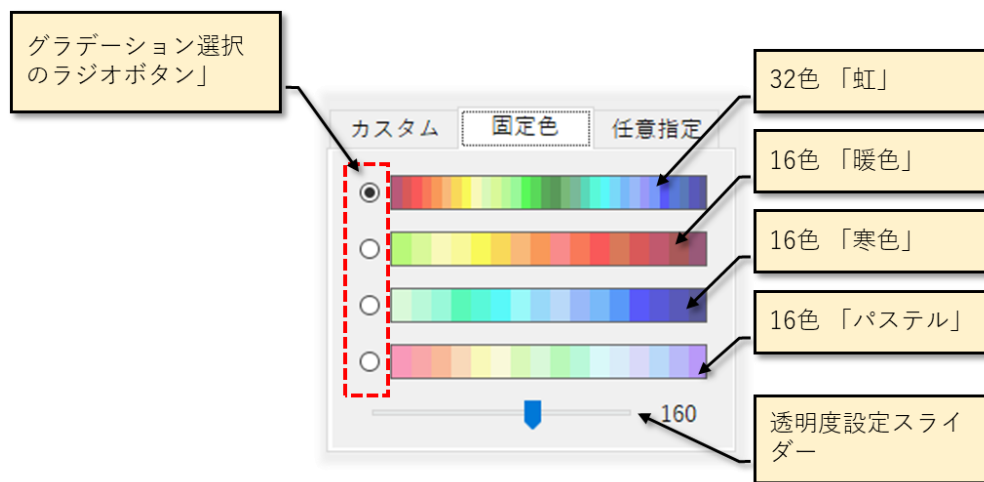 グラデーション選択
のラジオボタン」
カスタム
固定色
任意指定
32色 「虹」
16色 「暖色」
16色 「寒色」
16色 「パステル」
160
透明度設定スライ
ダー